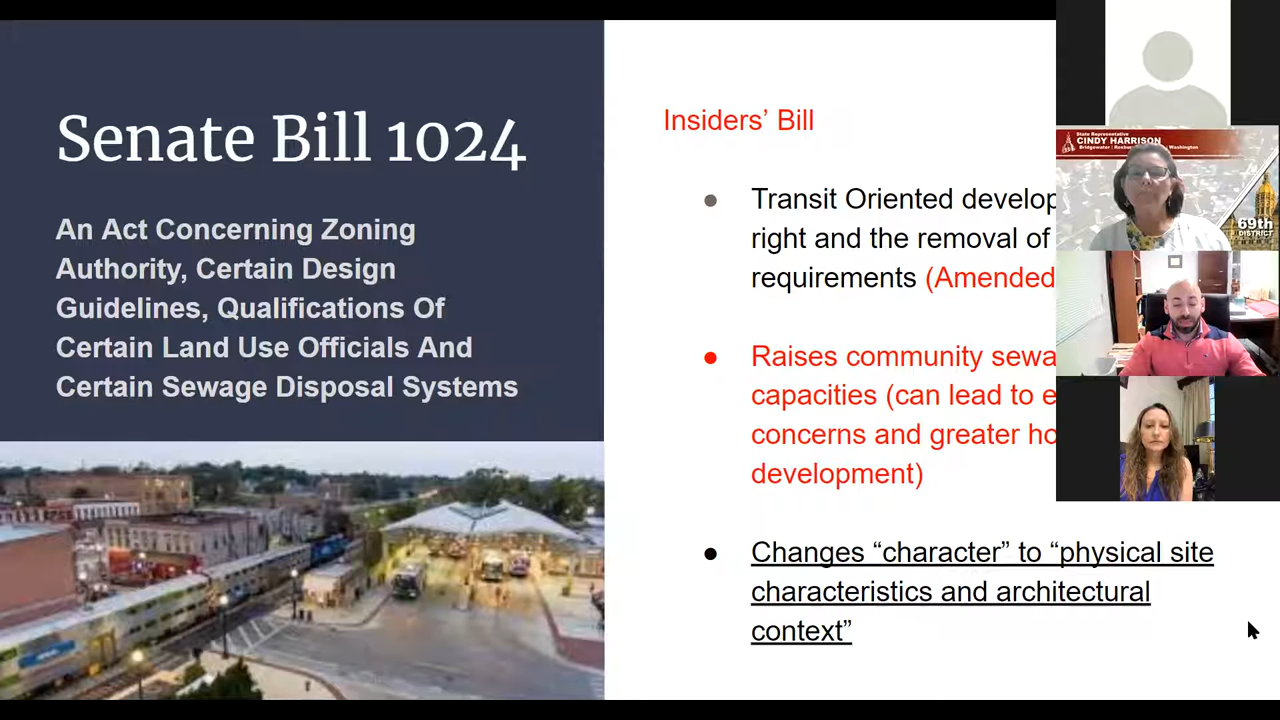 Senate Bill 1024
An Act Concerning Zoning
Authority, Certain Design
Guidelines, Qualifications Of
Certain Land Use Officials And
Certain Sewage Disposal Systems
Insiders’ Bill
Transit Oriented develop
right and the removal of
requirements (Amended
Raises community sewa
capacities (can lead to e
concerns and greater ho
development)
Changes “character” to “physical site
characteristics and architectural
context”
State Representative
CINDY HARRISON
Bridgewater Washington
69th
DISTRICT